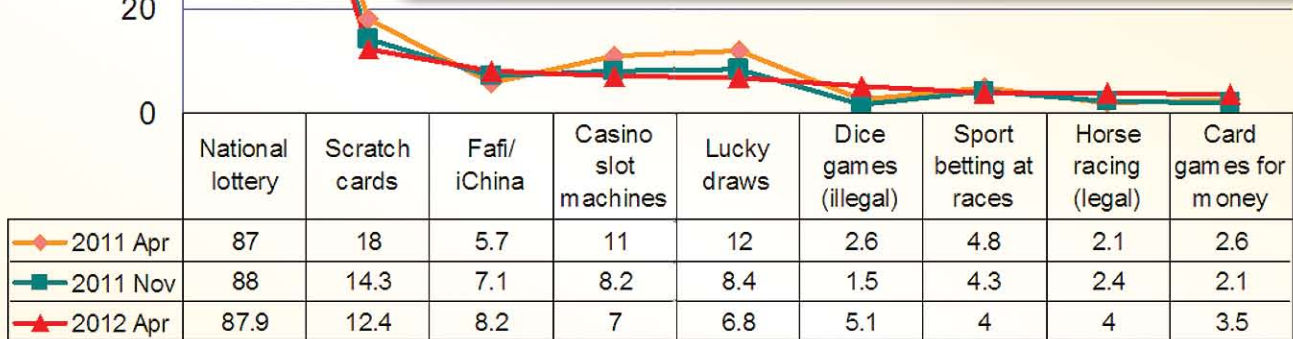 20
0
National lottery
Scratch cards
Fafi/ iChina
Casino slot machines
Lucky draws
Dice games (illegal)
Sport betting at races
Horse racing (legal)
Card games for money
2011 Apr 87 18 5.7 11 12 2.6 4.8 2.1 2.6
2011 Nov 88 14.3 7.1 8.2 8.4 1.5 4.3 2.4 2.1
2012 Apr 87.9 12.4 8.2 7 6.8 5.1 4 4 3.5